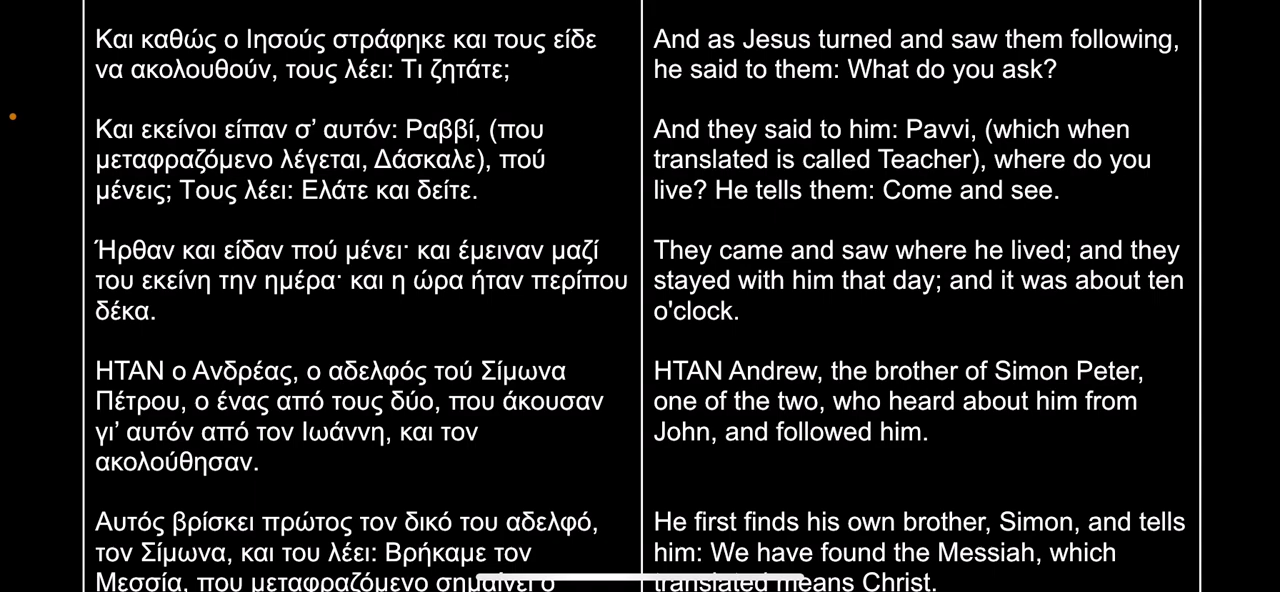 Και καθώς ο Ιησούς στράφηκε και τους είδε
να ακολουθούν, τους λέει: Τι ζητάτε;
Και εκείνοι είπαν σ’ αυτόν: Ραββί, (που
μεταφραζόμενο λέγεται, Δάσκαλε), πού
μένεις; Τους λέει: Ελάτε και δείτε.
Ήρθαν και είδαν πού μένει· και έμειναν μαζί
του εκείνη την ημέρα· και η ώρα ήταν περίπου
δέκα.
ΗΤΑΝ ο Ανδρέας, ο αδελφός τού Σίμωνα
Πέτρου, ο ένας από τους δύο, που άκουσαν
γι’ αυτόν από τον Ιωάννη, και τον
ακολούθησαν.
Αυτός βρίσκει πρώτος τον δικό του αδελφό,
τον Σίμωνα, και του λέει: Βρήκαμε τον
Μεσσία, που μεταφραζόμενο σημαίνει ο
And as Jesus turned and saw them following,
he said to them: What do you ask?
And they said to him: Pavvi, (which when
translated is called Teacher), where do you
live? He tells them: Come and see.
They came and saw where he lived; and they
stayed with him that day; and it was about ten
o'clock.
HTAN Andrew, the brother of Simon Peter,
one of the two, who heard about him from
John, and followed him.
He first finds his own brother, Simon, and tells
him: We have found the Messiah, which
translated means Christ.